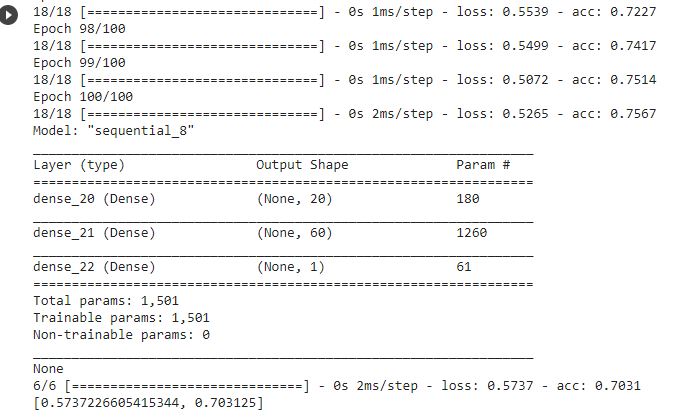 18/18 [==============================] - 0s 1ms/step - loss: 0.5539 - acc: 0.7227
Epoch 98/100
18/18 [==============================] - 0s 1ms/step - loss: 0.5499 - acc: 0.7417
Epoch 99/100
18/18 [==============================] - 0s 1ms/step - loss: 0.5072 - acc: 0.7514
Epoch 100/100
18/18 [==============================] - 0s 2ms/step - loss: 0.5265 - acc: 0.7567
Model: "sequential_8"
_________________________________________________________________
Layer (type)                 Output Shape              Param #
=================================================================
dense_20 (Dense)             (None, 20)                180
_________________________________________________________________
dense_21 (Dense)             (None, 60)                1260
_________________________________________________________________
dense_22 (Dense)             (None, 1)                 61
=================================================================
Total params: 1,501
Trainable params: 1,501
Non-trainable params: 0
_________________________________________________________________
None
6/6 [==============================] - 0s 2ms/step - loss: 0.5737 - acc: 0.7031
[0.5737226605415344, 0.703125]